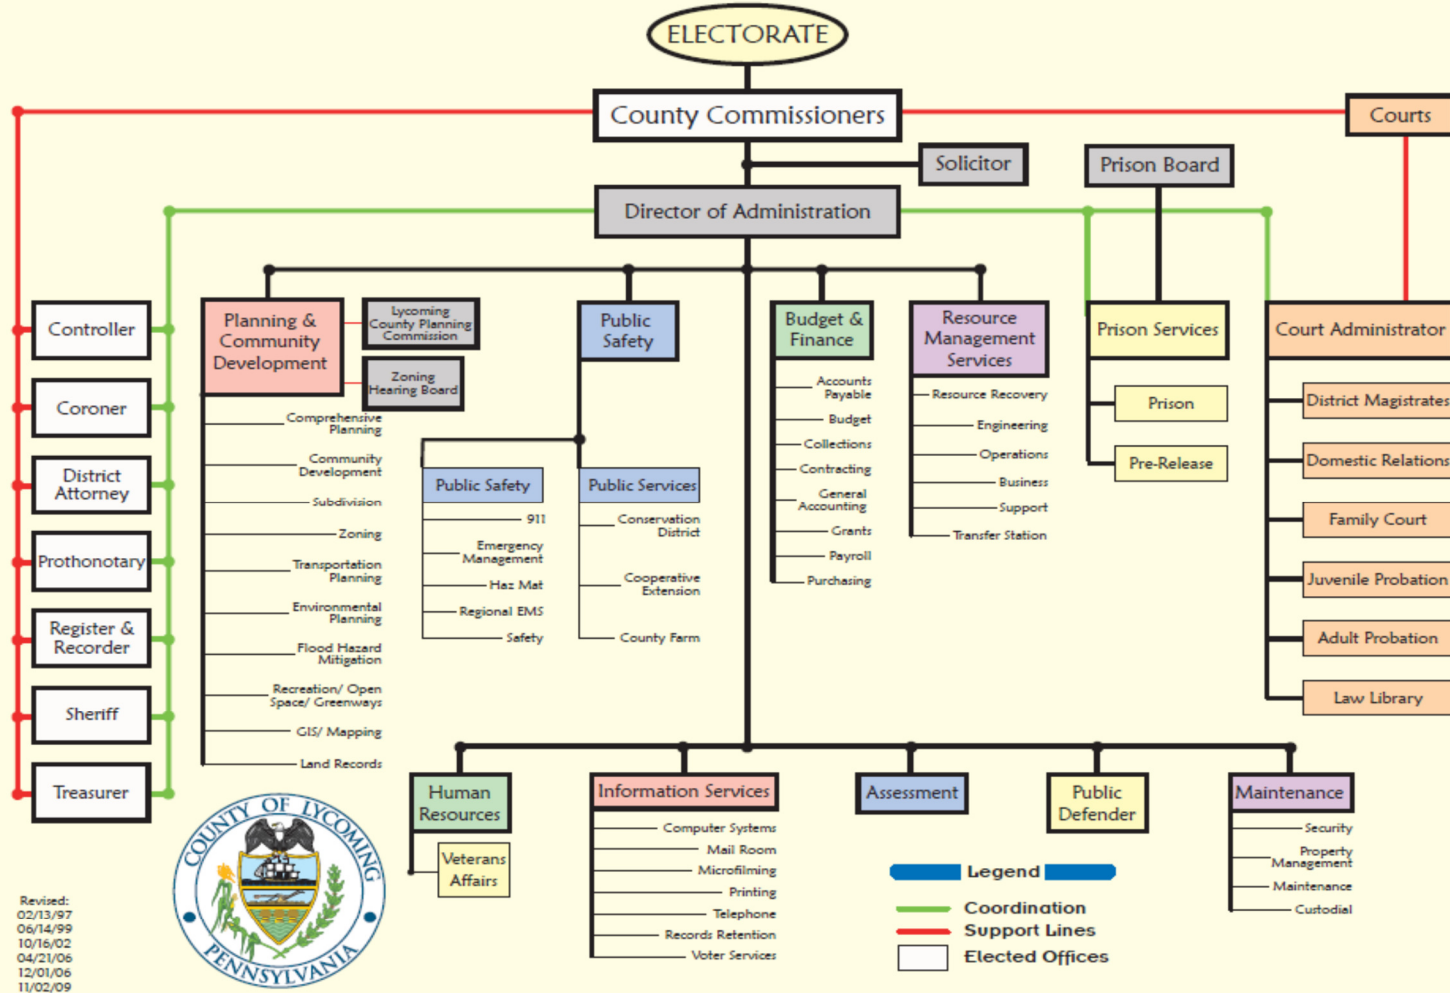 ELECTORATE
County Commissioners
Courts
Solicitor
Prison Board
Director of Administration
Controller
Coroner
District
Attorney
Prothonotary
Register &
Recorder
Sheriff
Treasurer
Planning &
Community
Development
Lycoming
County Planning
Commission
Zoning
Hearing Board
Comprehensive
Planning
Community
Development
Subdivision
Zoning
Transportation
Planning
Environmental
Planning
Flood Hazard
Mitigation
Recreation/ Open
Space/ Greenways
GIS/ Mapping
Land Records
Public
Safety
Public Safety
911
Emergency
Management
Haz Mat
Regional EMS
Safety
Public Services
Conservation
District
Cooperative
Extension
County Farm
Budget &
Finance
Accounts
Payable
Budget
Collections
Contracting
General
Accounting
Grants
Payroll
Purchasing
Resource
Management
Services
Resource Recovery
Engineering
Operations
Business
Support
Transfer Station
Prison Services
Prison
Pre-Release
Court Administrator
District Magistrates
Domestic Relations
Family Court
Juvenile Probation
Adult Probation
Law Library
Human
Resources
Veterans
Affairs
Information Services
Computer Systems
Mail Room
Microfilming
Printing
Telephone
Records Retention
Voter Services
Assessment
Public
Defender
Maintenance
Security
Property
Management
Maintenance
Custodial
Legend
Coordination
Support Lines
Elected Offices
COUNTY OF LYCOMING
PENNSYLVANIA
Revised:
02/13/97
06/14/99
10/16/02
04/21/06
12/01/06
11/02/09